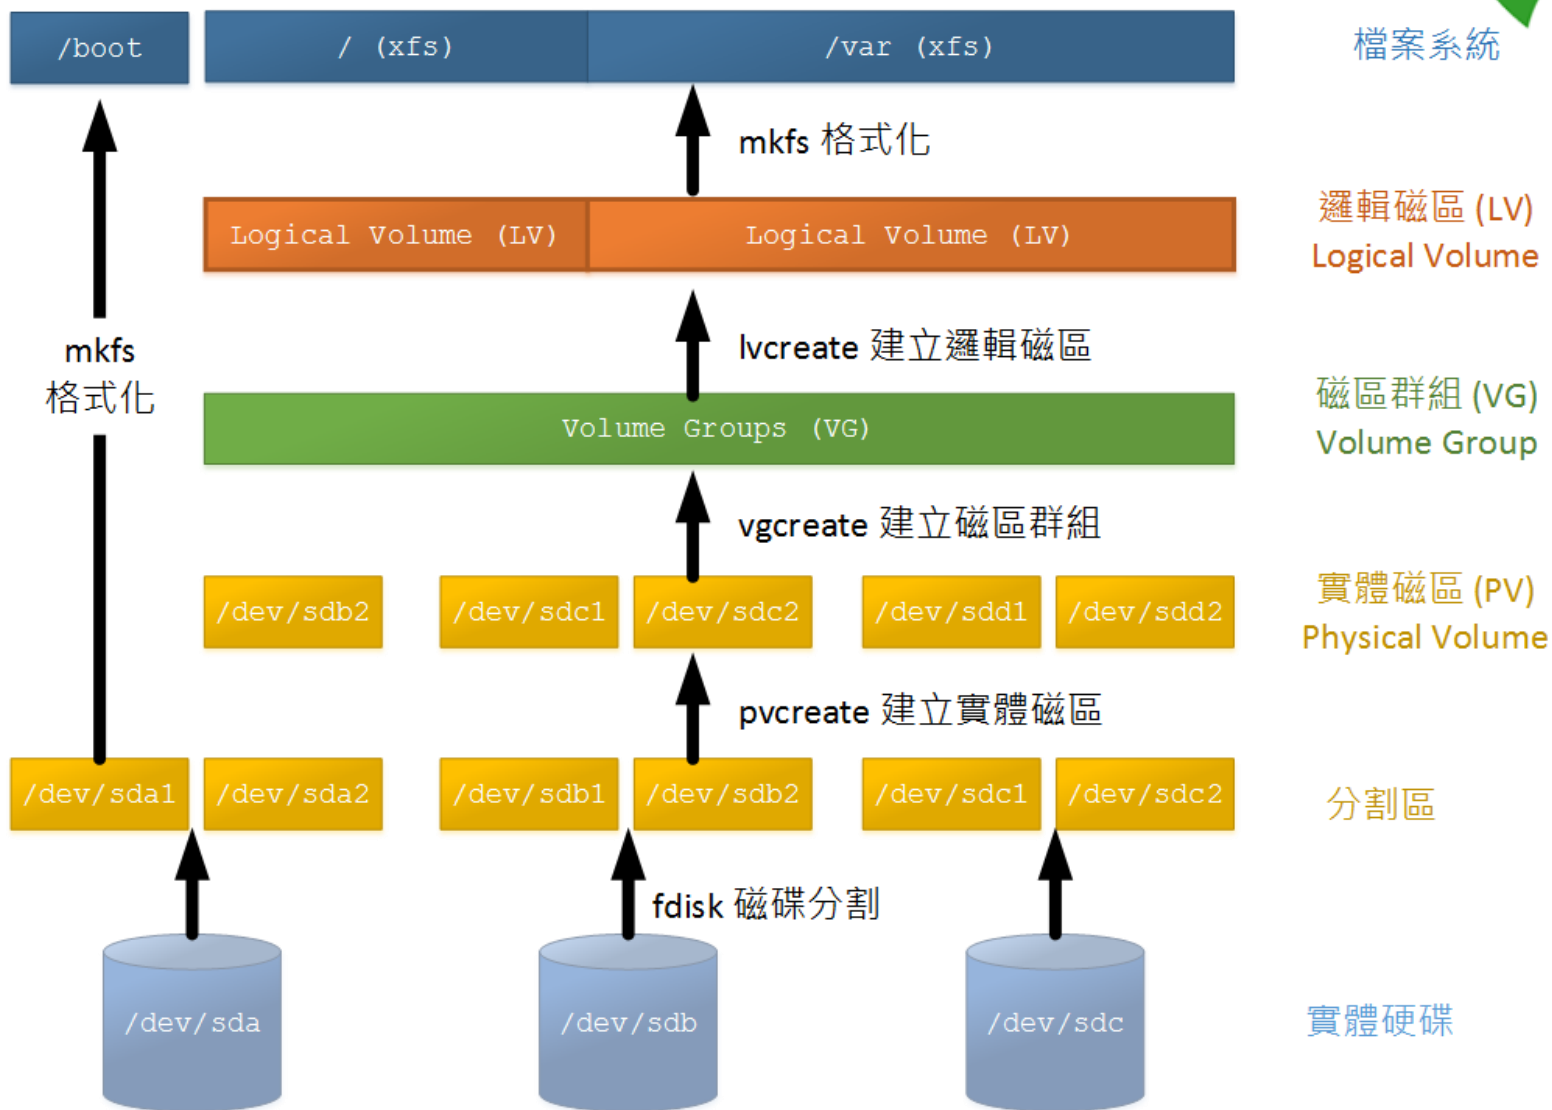 /boot
/ (xfs)
/var (xfs)
檔案系統
mkfs 格式化
Logical Volume (LV)
Logical Volume (LV)
邏輯磁區 (LV)
Logical Volume
mkfs
格式化
lvcreate 建立邏輯磁區
Volume Groups (VG)
磁區群組 (VG)
Volume Group
vgcreate 建立磁區群組
/dev/sdb2
/dev/sdc1
/dev/sdc2
/dev/sdd1
/dev/sdd2
實體磁區 (PV)
Physical Volume
pvcreate 建立實體磁區
/dev/sda1
/dev/sda2
/dev/sdb1
/dev/sdb2
/dev/sdc1
/dev/sdc2
分割區
fdisk 磁碟分割
/dev/sda
/dev/sdb
/dev/sdc
實體硬碟